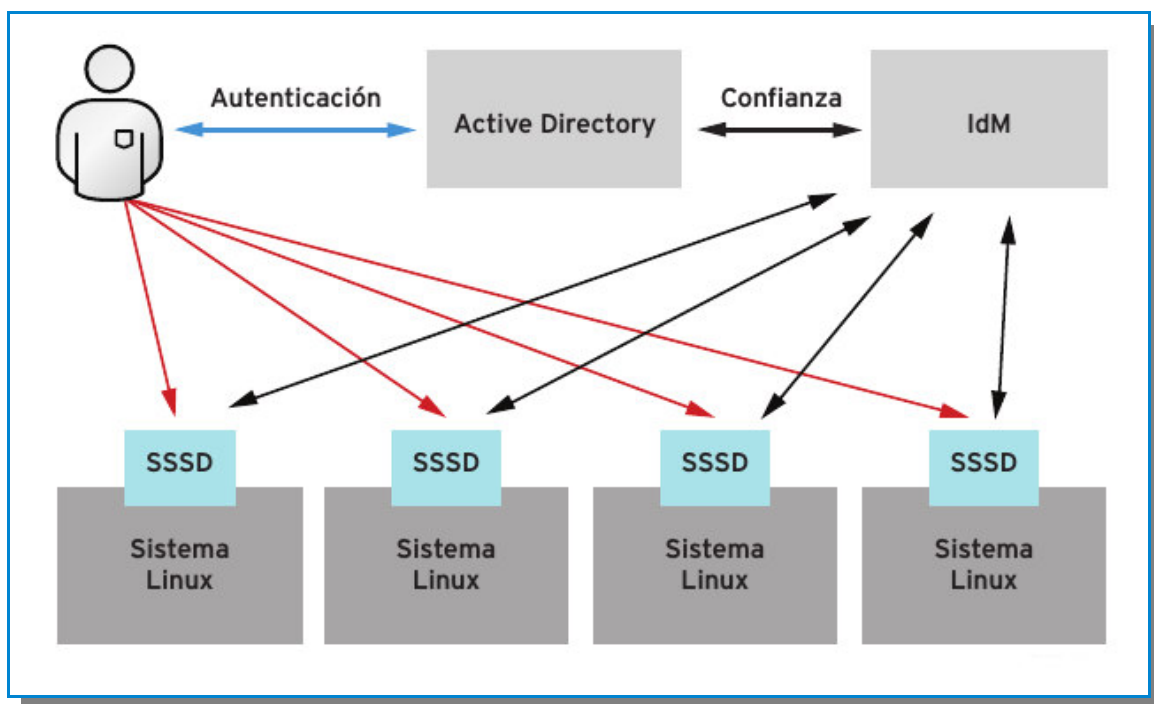 Autenticación
Active Directory
Confianza
IdM
SSSD
SSSD
SSSD
SSSD
Sistema
Linux
Sistema
Linux
Sistema
Linux
Sistema
Linux